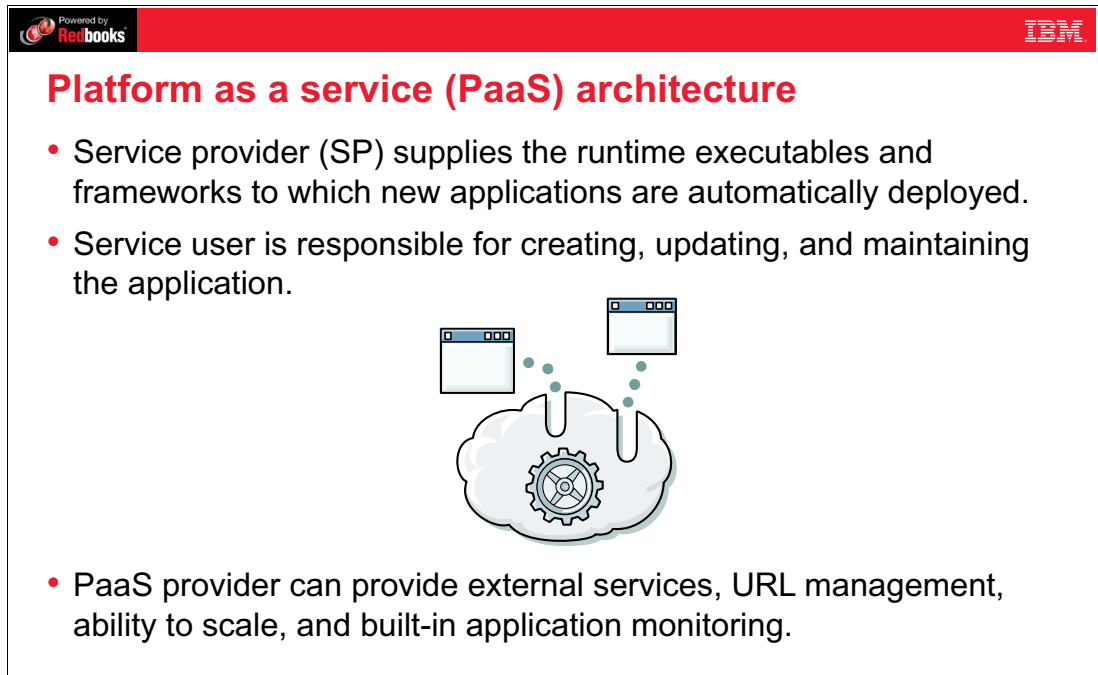 Powered by
Redbooks
IBM
Platform as a service (PaaS) architecture
• Service provider (SP) supplies the runtime executables and
frameworks to which new applications are automatically deployed.
• Service user is responsible for creating, updating, and maintaining
the application.
• PaaS provider can provide external services, URL management,
ability to scale, and built-in application monitoring.